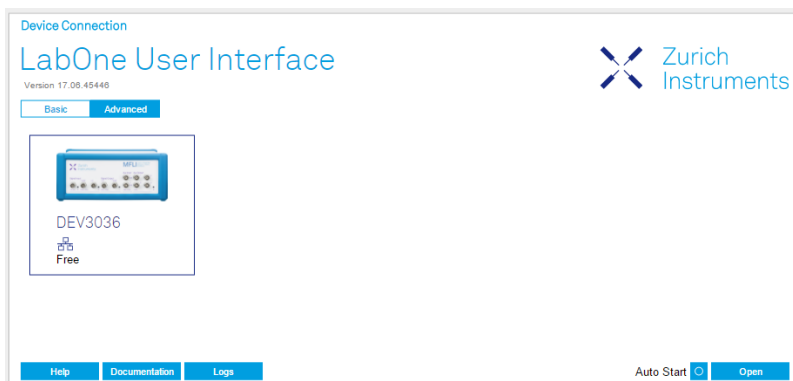 Device Connection
LabOne User Interface
Version 17.06.45446
Zurich
Instruments
Basic
Advanced
MFLI
DEV3036
Free
Help
Documentation
Logs
Auto Start
Open